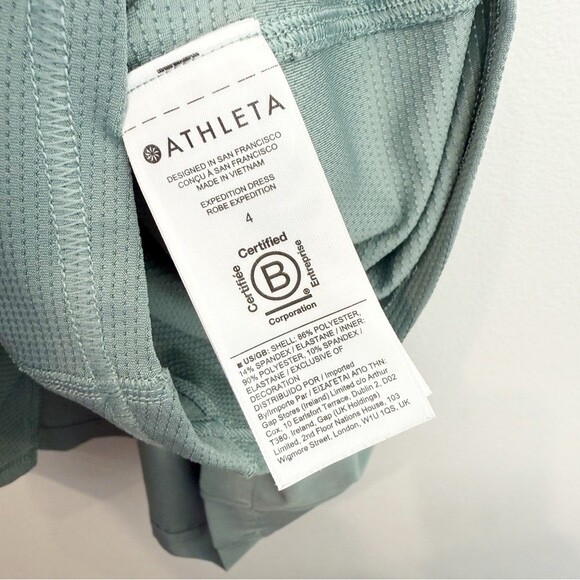 ATHLETA
DESIGNED IN SAN FRANCISCO
CONÇU À SAN FRANCISCO
MADE IN VIETNAM
EXPEDITION DRESS
ROBE EXPEDITION
4
Certified
Certifiée
B
Entreprise
®
Corporation
■ US/GB: SHELL: 86% POLYESTER,
14% SPANDEX / ELASTANE / INNER:
90% POLYESTER, 10% SPANDEX /
ELASTANE / EXCLUSIVE OF
DECORATION
DISTRIBUIDO POR / Imported
By/Importe Par / ΕΙΣΑΓΕΤΑΙ ΑΠΟ ΤΗΝ:
Gap Stores (Ireland) Limited c/o Arthur
Cox, 10 Earlsfort Terrace, Dublin 2, D02
T380, Ireland, Gap (UK Holdings)
Limited, 2nd Floor Nations House, 103
Wigmore Street, London, W1U 1QS, UK